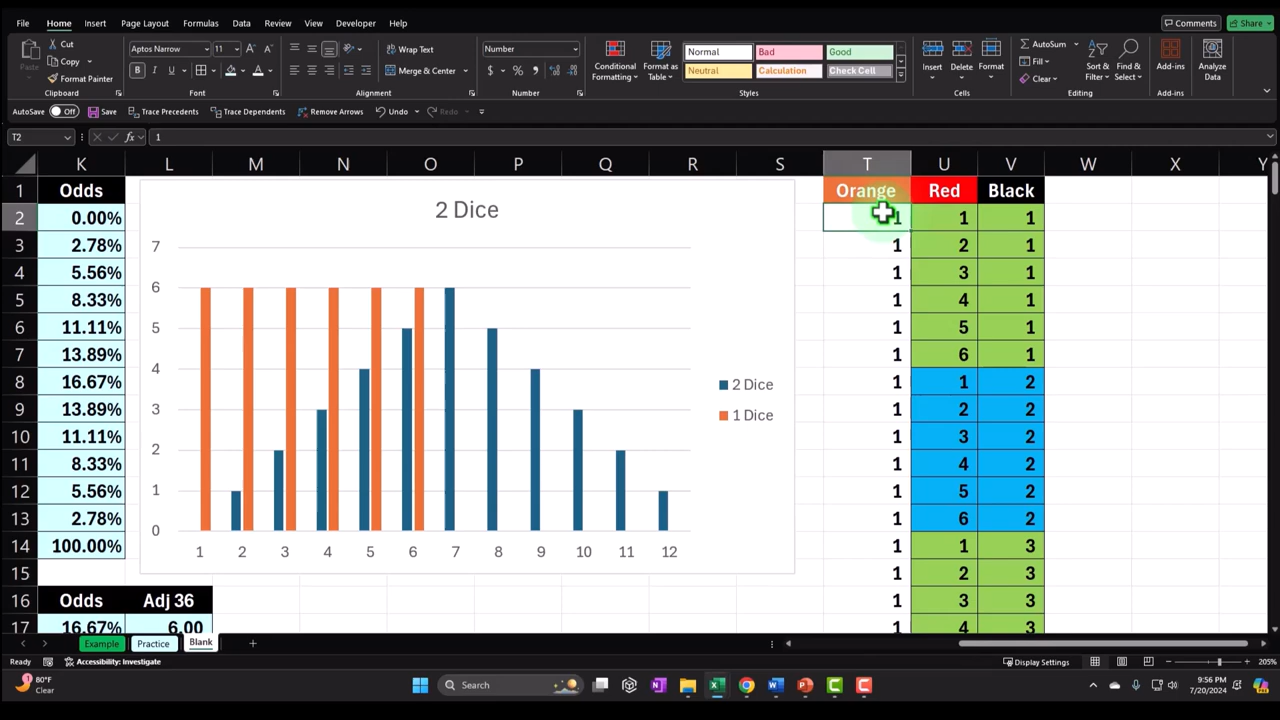 File Home Insert Page Layout Formulas Data Review View Developer Help Comments Share
Paste Cut Copy Format Painter Clipboard
Aptos Narrow 11 A A B I U A Font
Wrap Text Merge & Center Alignment
Number $ % , Number
Conditional Formatting Format as Table Normal Bad Good Neutral Calculation Check Cell Styles
Insert Delete Format Cells
AutoSum Fill Clear Sort & Filter Find & Select Editing
Add-ins Add-ins Analyze Data
AutoSave Off Save Trace Precedents Trace Dependents Remove Arrows Undo Redo
T2 fx 1
K L M N O P Q R S T U V W X Y
1 Odds Orange Red Black
2 0.00% 1 1 1
3 2.78% 1 2 1
4 5.56% 1 3 1
5 8.33% 1 4 1
6 11.11% 1 5 1
7 13.89% 1 6 1
8 16.67% 1 1 2
9 13.89% 1 2 2
10 11.11% 1 3 2
11 8.33% 1 4 2
12 5.56% 1 5 2
13 2.78% 1 6 2
14 100.00% 1 1 3
15 1 2 3
16 Odds Adj 36 1 3 3
17 16.67% 6.00 1 4 3
2 Dice
7
6
5
4
3
2
1
0
1 2 3 4 5 6 7 8 9 10 11 12
2 Dice
1 Dice
Example Practice Blank
Ready Accessibility: Investigate Display Settings 205%
80°F
Clear
Search
9:56 PM
7/20/2024